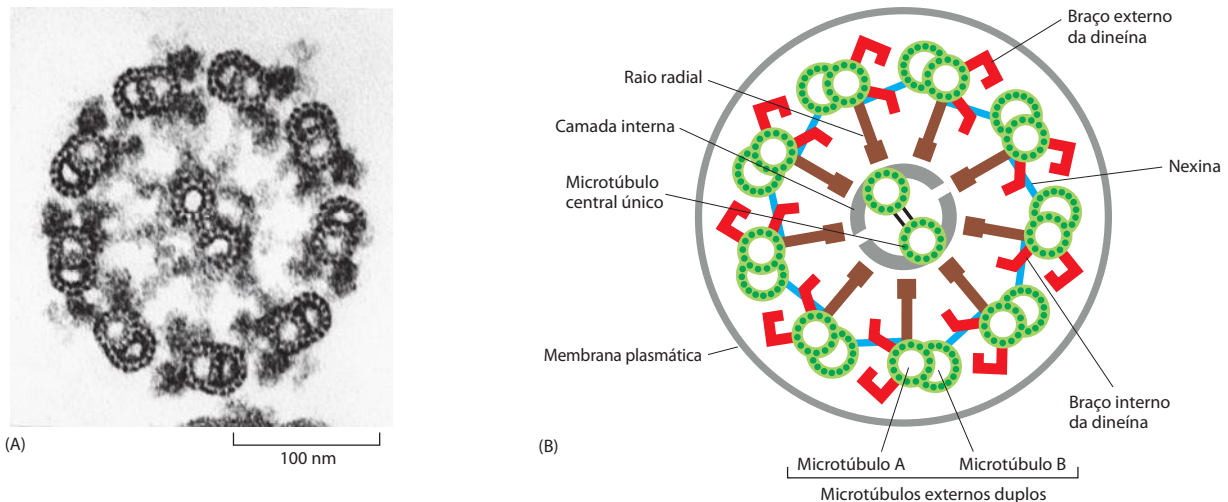 (A)
100 nm
(B)
Braço externo
da dineína
Raio radial
Camada interna
Microtúbulo
central único
Nexina
Membrana plasmática
Braço interno
da dineína
Microtúbulo A
Microtúbulo B
Microtúbulos externos duplos